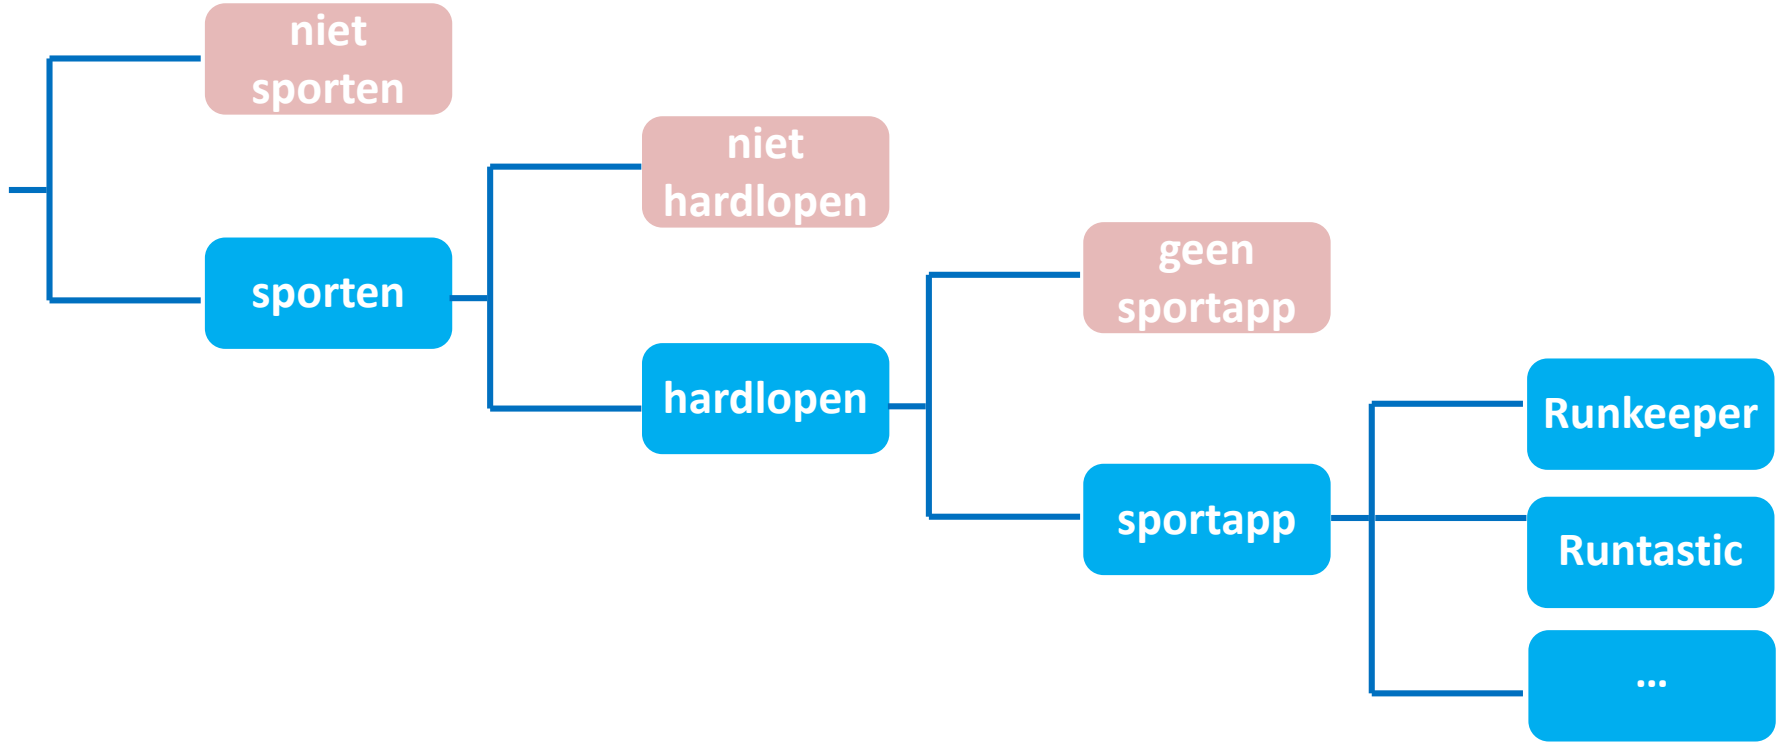 niet
sporten
sporten
niet
hardlopen
hardlopen
geen
sportapp
sportapp
Runkeeper
Runtastic
...